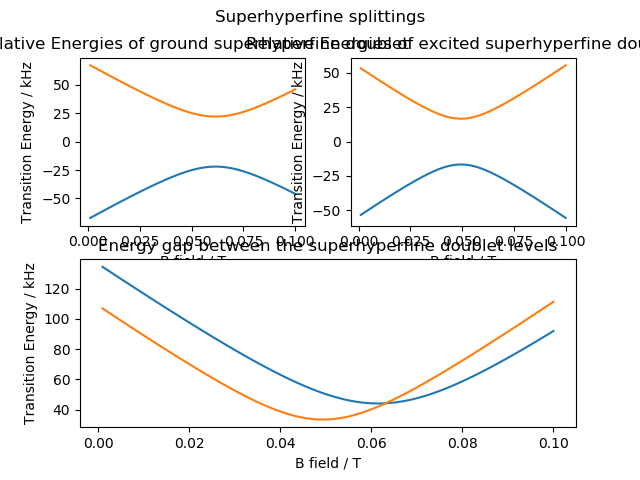 Superhyperfine splittings
lative Energies of ground superhyperfine doublet
Relative Energies of excited superhyperfine dou
Transition Energy / kHz
50
25
0
−25
−50
0.000 0.025 0.050 0.075 0.100
B field / T
Transition Energy / kHz
50
25
0
−25
−50
0.000 0.025 0.050 0.075 0.100
B field / T
Energy gap between the superhyperfine doublet levels
Transition Energy / kHz
120
100
80
60
40
0.00 0.02 0.04 0.06 0.08 0.10
B field / T